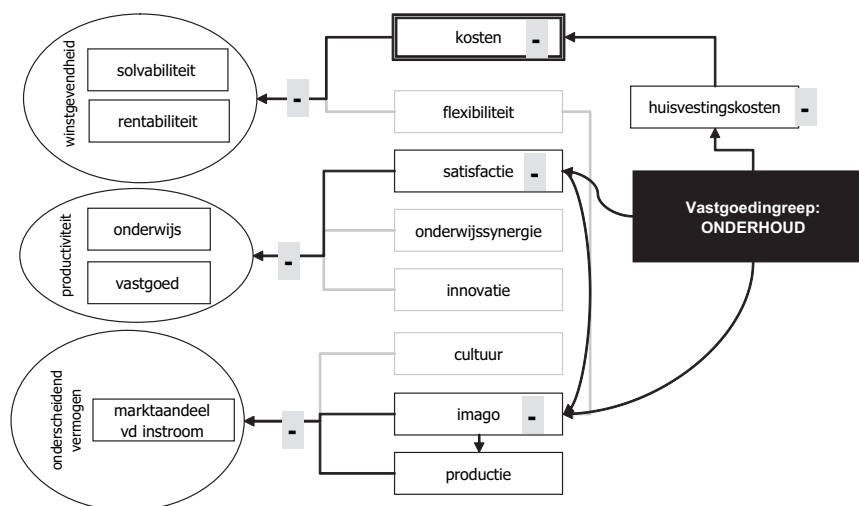 winstgevendheid
solvabiliteit
rentabiliteit
-
kosten -
flexibiliteit
huisvestingskosten -
productiviteit
onderwijs
vastgoed
-
satisfactie -
onderwijssynergie
innovatie
Vastgoedingreep:
ONDERHOUD
onderscheidend
vermogen
marktaandeel
vd instroom
-
cultuur
imago -
productie